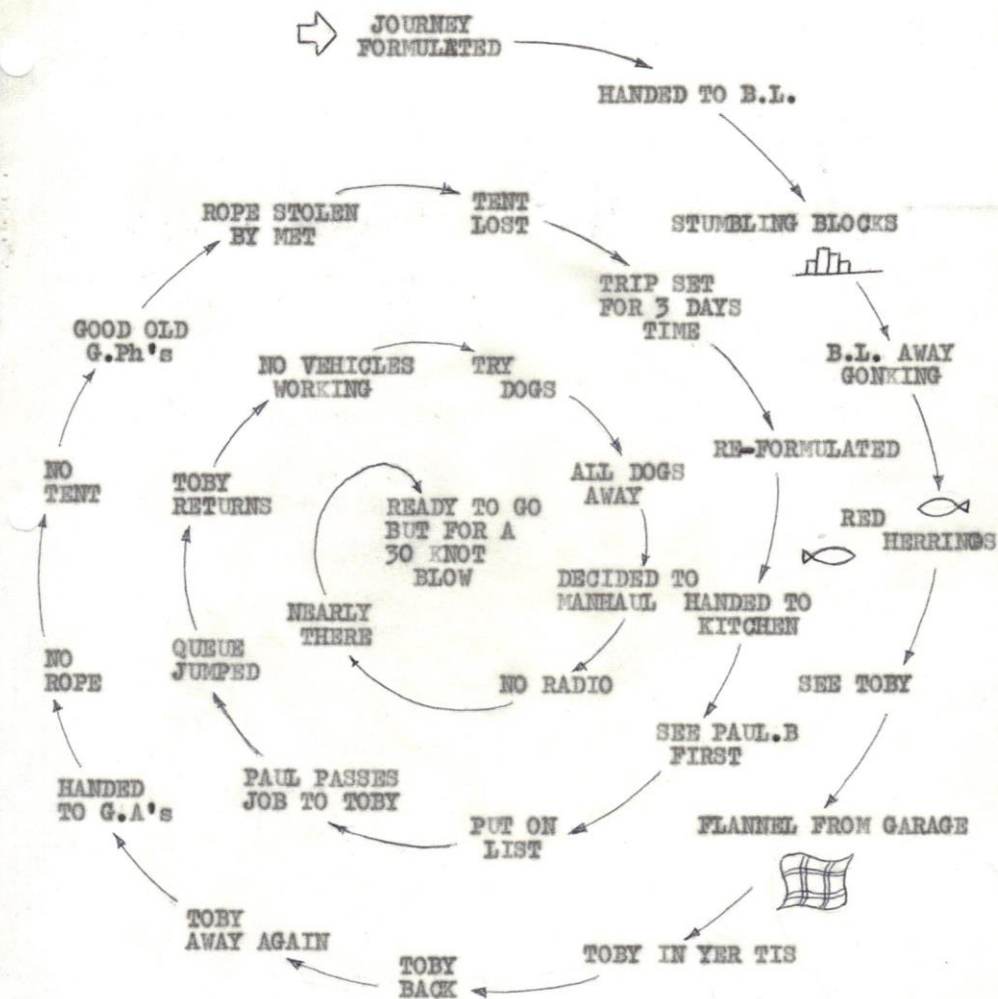 JOURNEY
FORMULATED
HANDED TO B.L.
STUMBLING BLOCKS
B.L. AWAY
GONKING
RED
HERRINGS
SEE TOBY
FLANNEL FROM GARAGE
TOBY IN YER TIS
TOBY
BACK
TOBY
AWAY AGAIN
HANDED
TO G.A's
NO
ROPE
NO
TENT
GOOD OLD
G.Ph's
ROPE STOLEN
BY MET
TENT
LOST
TRIP SET
FOR 3 DAYS
TIME
RE-FORMULATED
HANDED TO
KITCHEN
SEE PAUL.B
FIRST
PUT ON
LIST
PAUL PASSES
JOB TO TOBY
QUEUE
JUMPED
TOBY
RETURNS
NO VEHICLES
WORKING
TRY
DOGS
ALL DOGS
AWAY
DECIDED TO
MANHAUL
NO RADIO
NEARLY
THERE
READY TO GO
BUT FOR A
30 KNOT
BLOW